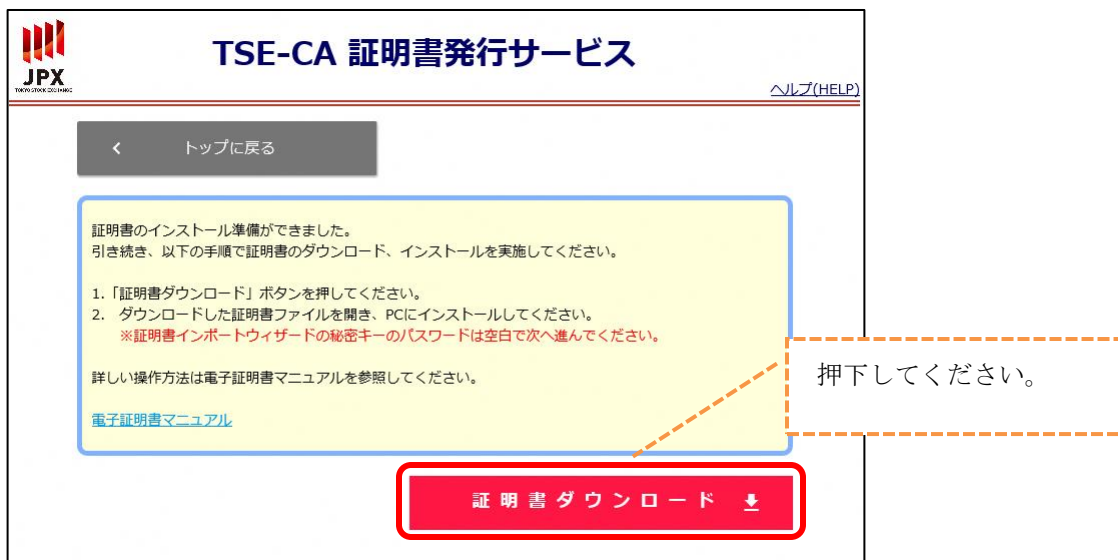 JPX
TOKYO STOCK EXCHANGE
TSE-CA 証明書発行サービス
ヘルプ(HELP)
トップに戻る
証明書のインストール準備ができました。
引き続き、以下の手順で証明書のダウンロード、インストールを実施してください。
1.「証明書ダウンロード」ボタンを押してください。
2. ダウンロードした証明書ファイルを開き、PCにインストールしてください。
※証明書インポートウィザードの秘密キーのパスワードは空白で次へ進んでください。
詳しい操作方法は電子証明書マニュアルを参照してください。
電子証明書マニュアル
押下してください。
証明書ダウンロード